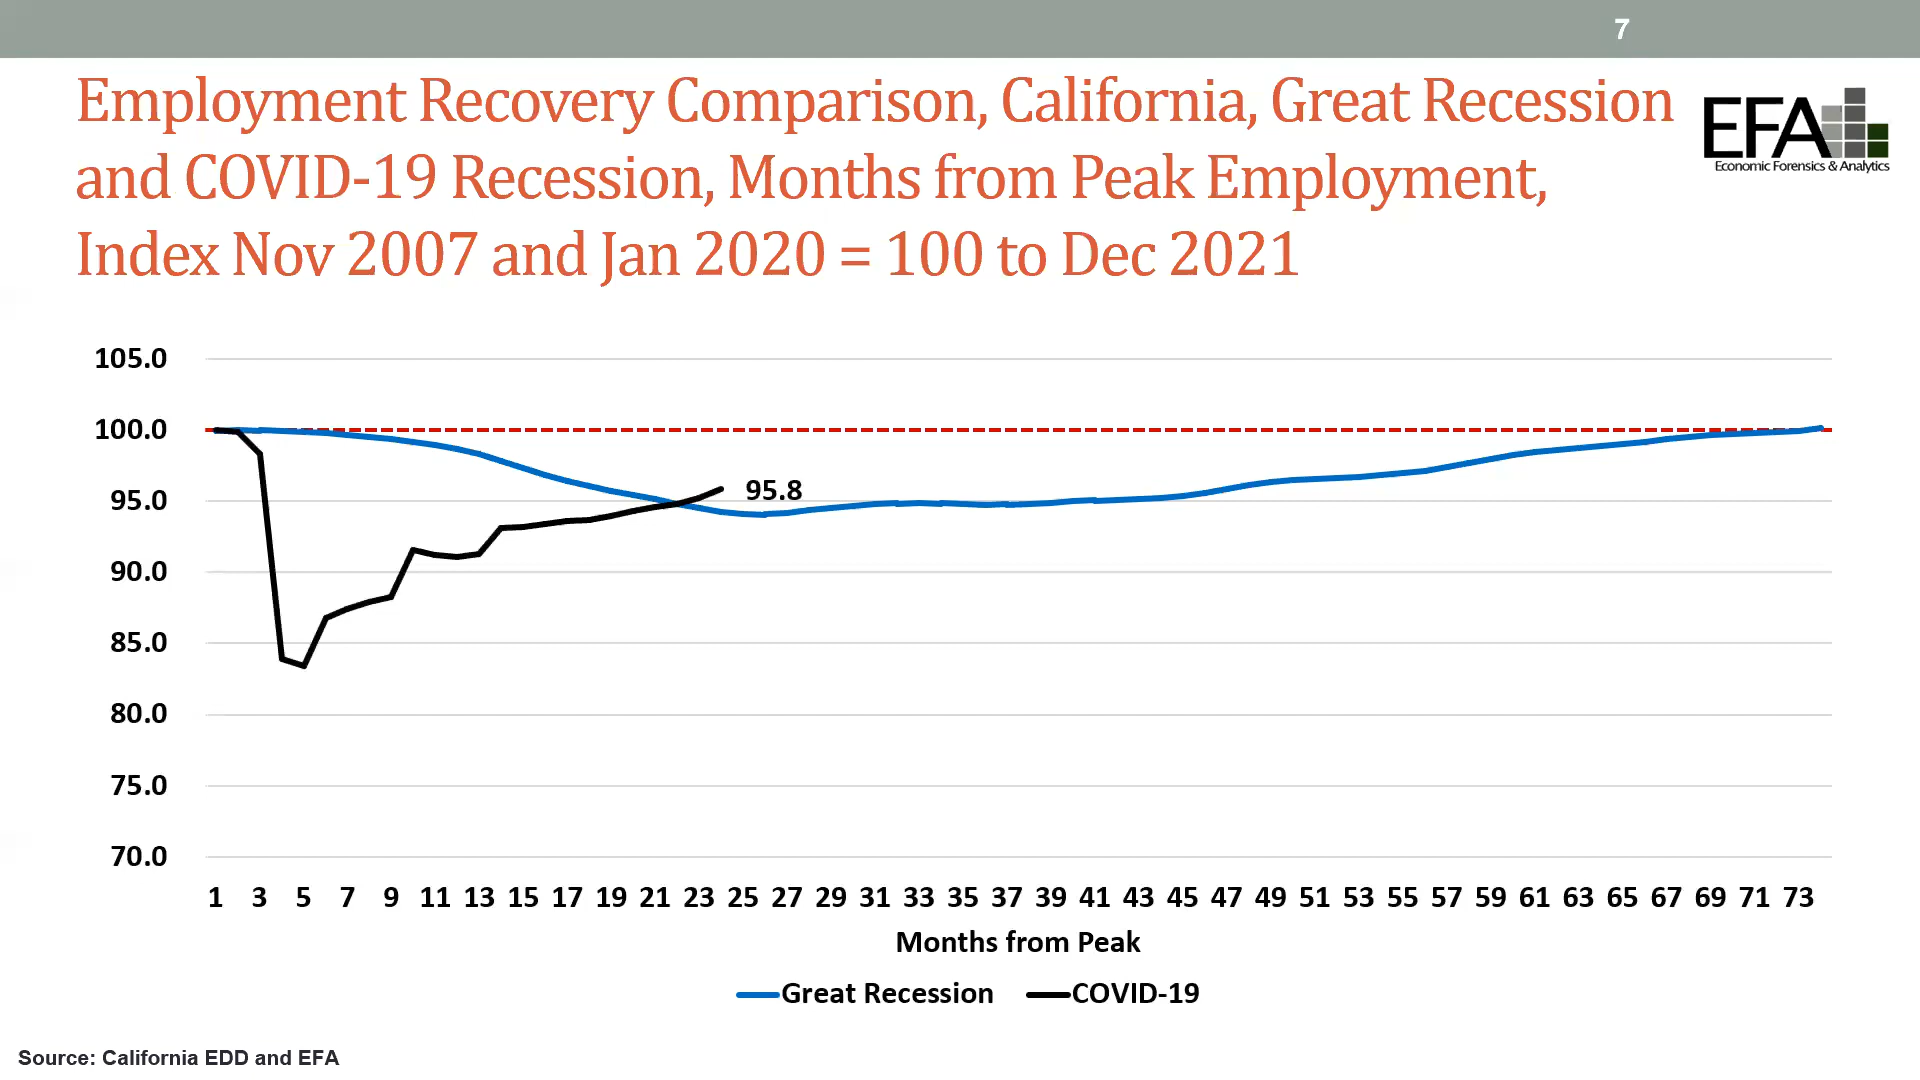 7
Employment Recovery Comparison, California, Great Recession
and COVID-19 Recession, Months from Peak Employment,
Index Nov 2007 and Jan 2020 = 100 to Dec 2021
EFA
Economic Forensics & Analytics
105.0
100.0
95.0
90.0
85.0
80.0
75.0
70.0
95.8
1 3 5 7 9 11 13 15 17 19 21 23 25 27 29 31 33 35 37 39 41 43 45 47 49 51 53 55 57 59 61 63 65 67 69 71 73
Months from Peak
Great Recession COVID-19
Source: California EDD and EFA